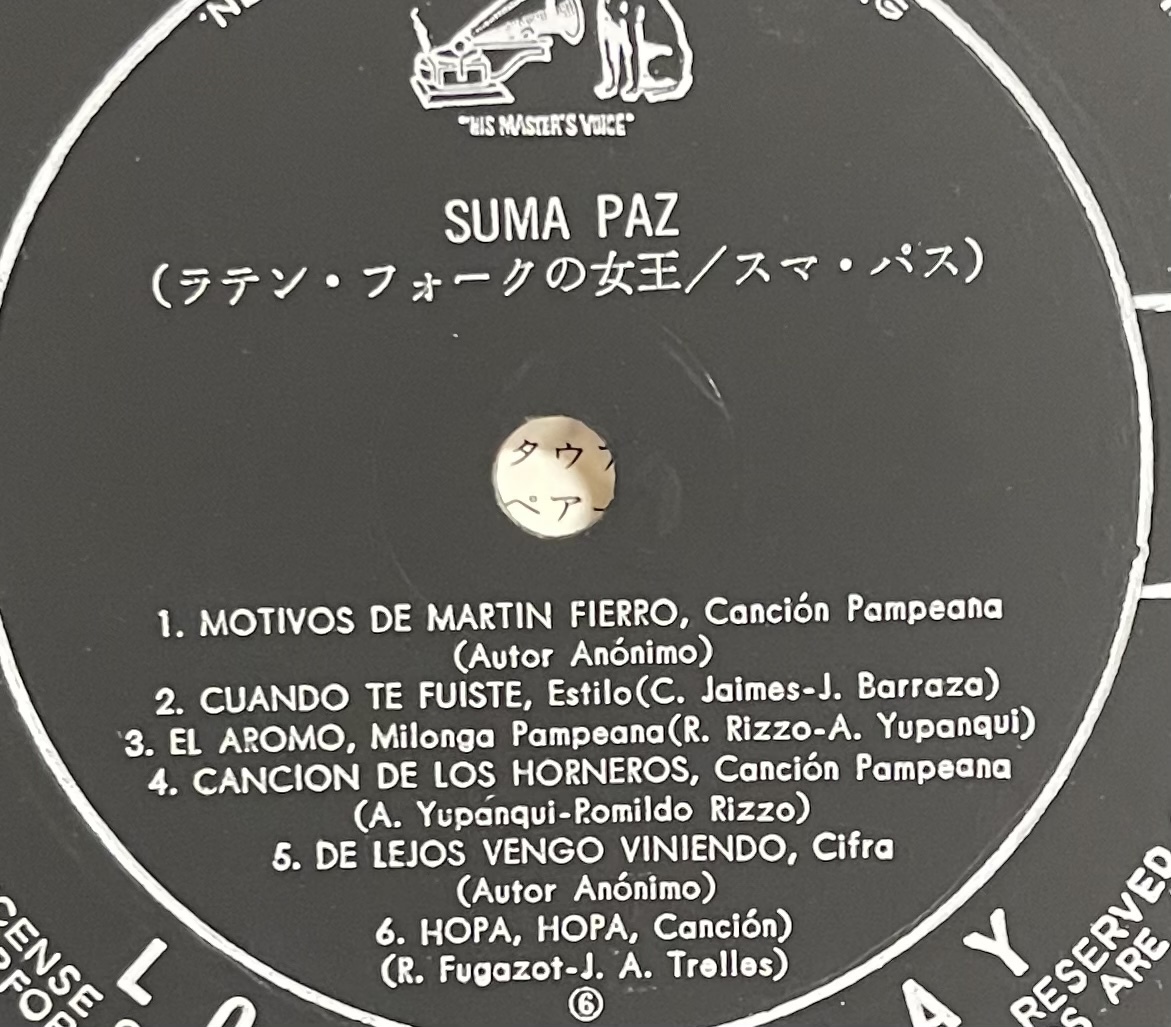 "HIS MASTER'S VOICE"
SUMA PAZ
(ラテン・フォークの女王/スマ・パス)
タウ
ペア
1. MOTIVOS DE MARTIN FIERRO, Canción Pampeana
(Autor Anónimo)
2. CUANDO TE FUISTE, Estilo(C. Jaimes-J. Barraza)
3. EL AROMO, Milonga Pampeana(R. Rizzo-A. Yupanqui)
4. CANCION DE LOS HORNEROS, Canción Pampeana
(A. Yupánqui-Romildo Rizzo)
5. DE LEJOS VENGO VINIENDO, Cifra
(Autor Anónimo)
6. HOPA, HOPA, Canción)
(R. Fugazot-J. A. Trelles)
⑥
L
AY
RESERVED
ARE